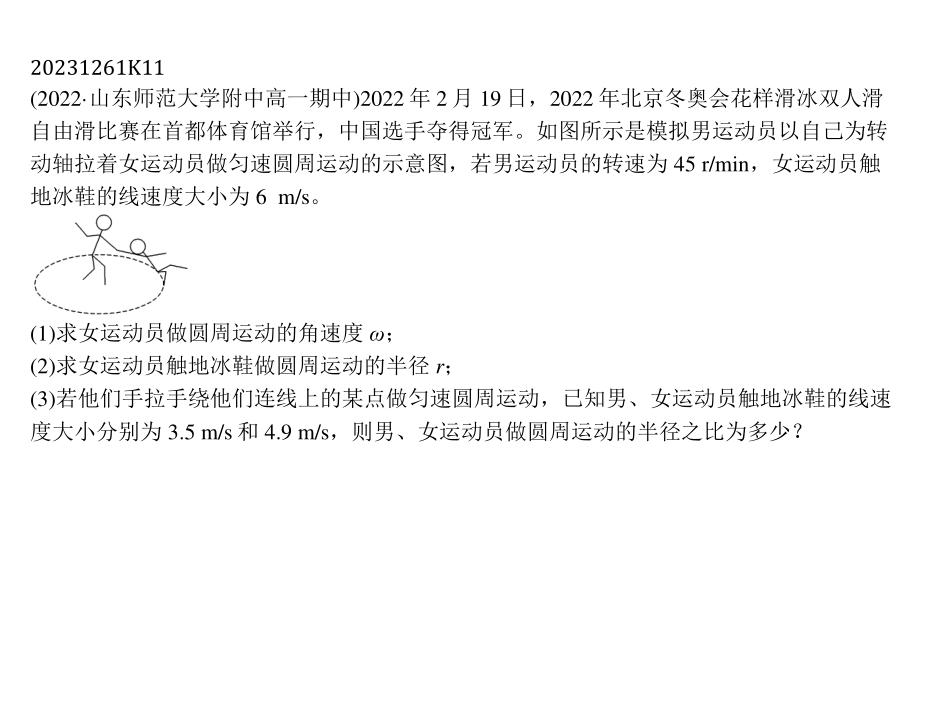 20231261K11
(2022·山东师范大学附中高一期中)2022 年 2 月 19 日，2022 年北京冬奥会花样滑冰双人滑
自由滑比赛在首都体育馆举行，中国选手夺得冠军。如图所示是模拟男运动员以自己为转
动轴拉着女运动员做匀速圆周运动的示意图，若男运动员的转速为 45 r/min，女运动员触
地冰鞋的线速度大小为 6  m/s。
(1)求女运动员做圆周运动的角速度 ω；
(2)求女运动员触地冰鞋做圆周运动的半径 r；
(3)若他们手拉手绕他们连线上的某点做匀速圆周运动，已知男、女运动员触地冰鞋的线速
度大小分别为 3.5 m/s 和 4.9 m/s，则男、女运动员做圆周运动的半径之比为多少？